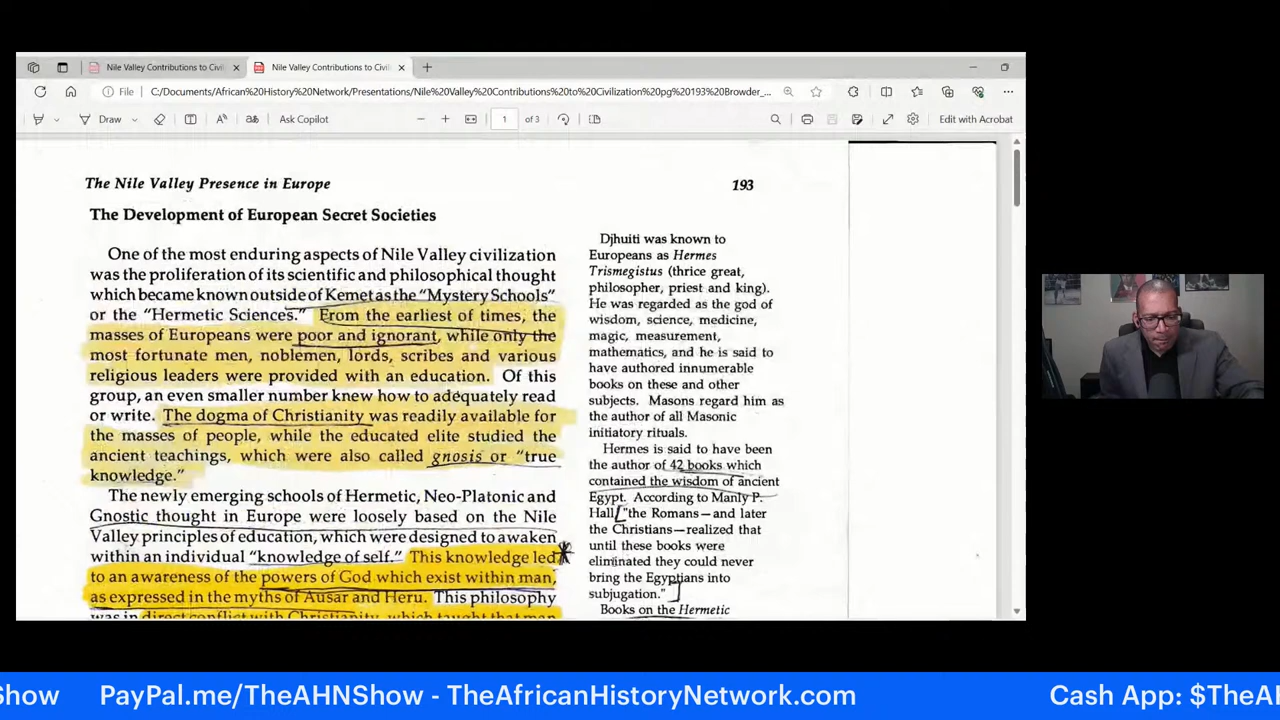 Nile Valley Contributions to Civi
Nile Valley Contributions to Civi
File
C:/Documents/African%20History%20Network/Presentations/Nile%20Valley%20Contributions%20to%20Civilization%20pg%20193%20Browder_...
Draw
Ask Copilot
1
of 3
Edit with Acrobat
The Nile Valley Presence in Europe
193
The Development of European Secret Societies
One of the most enduring aspects of Nile Valley civilization
was the proliferation of its scientific and philosophical thought
which became known outside of Kemet as the "Mystery Schools"
or the "Hermetic Sciences." From the earliest of times, the
masses of Europeans were poor and ignorant, while only the
most fortunate men, noblemen, lords, scribes and various
religious leaders were provided with an education. Of this
group, an even smaller number knew how to adequately read
or write. The dogma of Christianity was readily available for
the masses of people, while the educated elite studied the
ancient teachings, which were also called gnosis or "true
knowledge."
The newly emerging schools of Hermetic, Neo-Platonic and
Gnostic thought in Europe were loosely based on the Nile
Valley principles of education, which were designed to awaken
within an individual "knowledge of self." This knowledge led
to an awareness of the powers of God which exist within man,
as expressed in the myths of Ausar and Heru. This philosophy
was in direct conflict with Christianity, which taught that man
Djhuiti was known to
Europeans as Hermes
Trismegistus (thrice great,
philosopher, priest and king).
He was regarded as the god of
wisdom, science, medicine,
magic, measurement,
mathematics, and he is said to
have authored innumerable
books on these and other
subjects. Masons regard him as
the author of all Masonic
initiatory rituals.
Hermes is said to have been
the author of 42 books which
contained the wisdom of ancient
Egypt. According to Manly P.
Hall, "the Romans—and later
the Christians—realized that
until these books were
eliminated they could never
bring the Egyptians into
subjugation."
Books on the Hermetic
Show PayPal.me/TheAHNShow - TheAfricanHistoryNetwork.com Cash App: $TheA